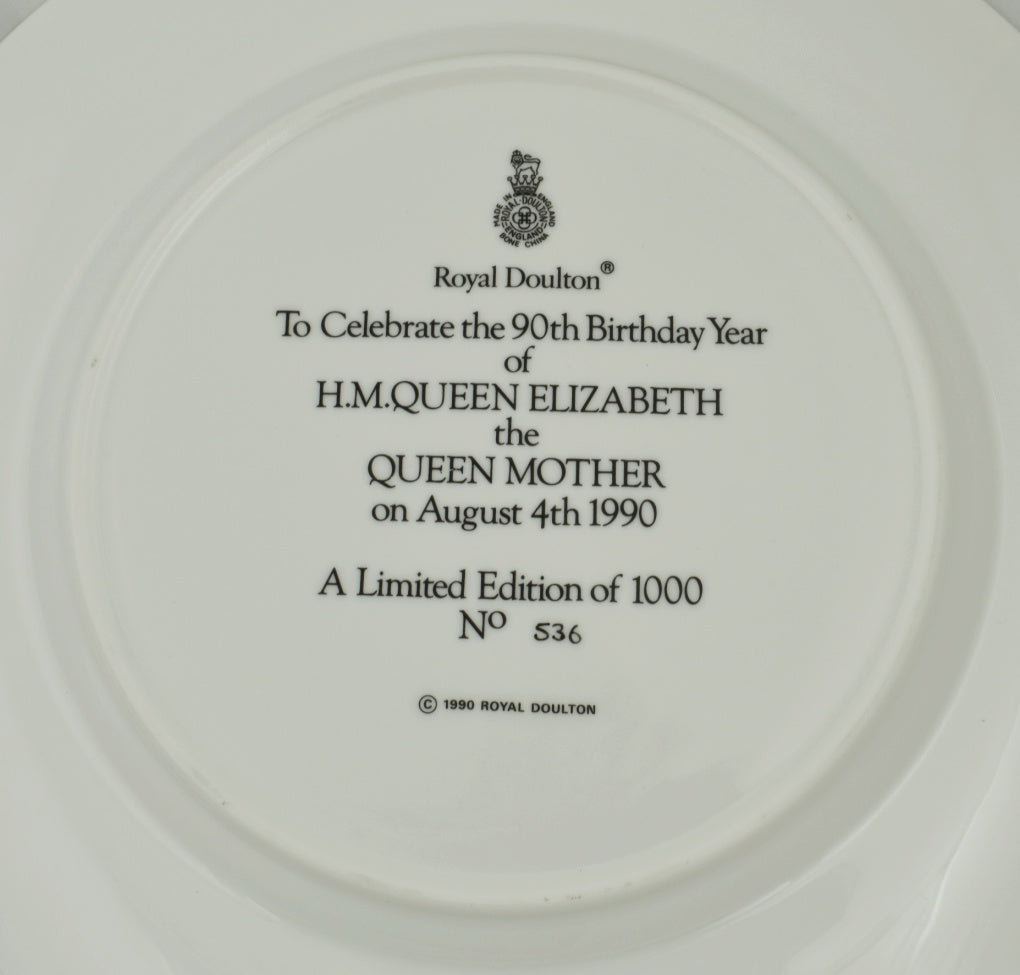 MADE IN ENGLAND
ROYAL·DOULTON
ENGLAND
BONE CHINA
Royal Doulton®
To Celebrate the 90th Birthday Year
of
H.M.QUEEN ELIZABETH
the
QUEEN MOTHER
on August 4th 1990
A Limited Edition of 1000
Nº 536
© 1990 ROYAL DOULTON